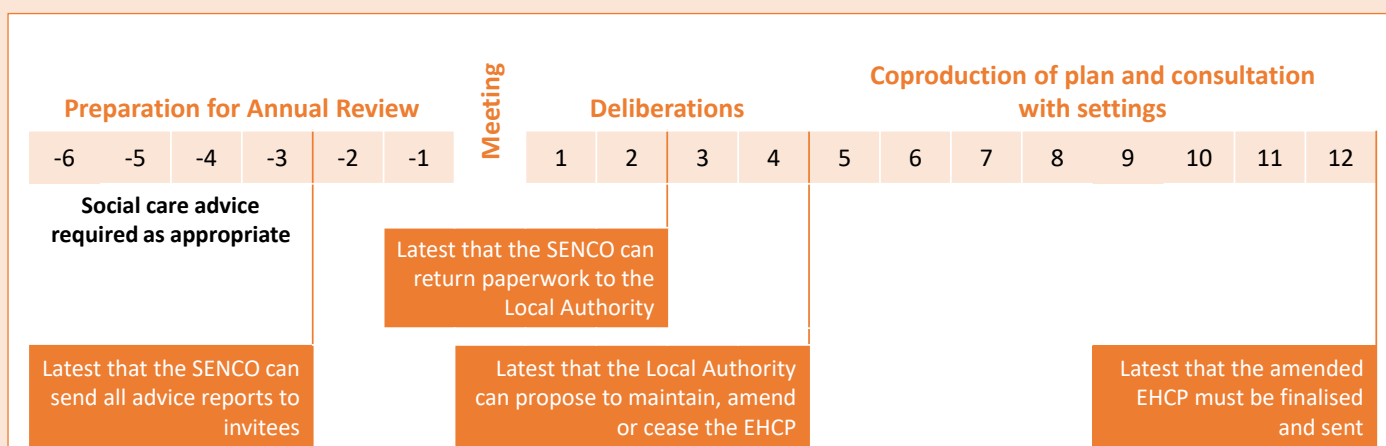 Coproduction of plan and consultation
with settings
Preparation for Annual Review
Meeting
Deliberations
-6 -5 -4 -3 -2 -1 1 2 3 4 5 6 7 8 9 10 11 12
Social care advice
required as appropriate
Latest that the SENCO can
return paperwork to the
Local Authority
Latest that the SENCO can
send all advice reports to
invitees
Latest that the Local Authority
can propose to maintain, amend
or cease the EHCP
Latest that the amended
EHCP must be finalised
and sent